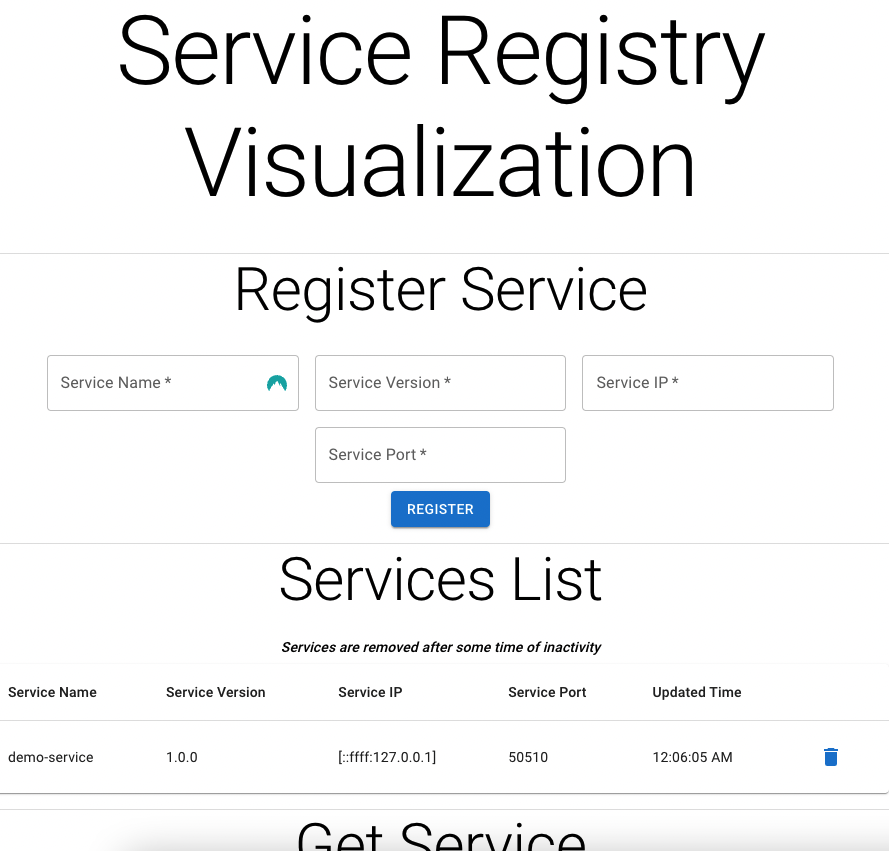 Service Registry
Visualization
Register Service
Service Name *
Service Version *
Service IP *
Service Port *
REGISTER
Services List
Services are removed after some time of inactivity
Service Name Service Version Service IP Service Port Updated Time
demo-service 1.0.0 [::ffff:127.0.0.1] 50510 12:06:05 AM
Get Service